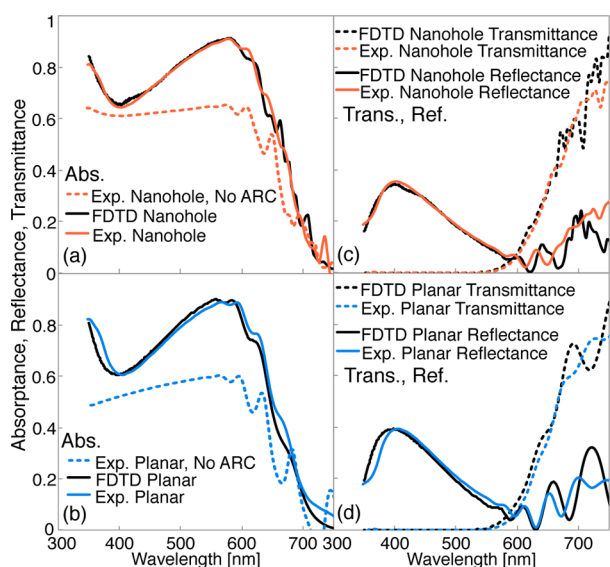 Absorptance, Reflectance, Transmittance
1
0.8
0.6
0.4
0.2
0
Abs.
Exp. Nanohole, No ARC
FDTD Nanohole
Exp. Nanohole
(a)
FDTD Nanohole Transmittance
Exp. Nanohole Transmittance
FDTD Nanohole Reflectance
Exp. Nanohole Reflectance
Trans., Ref.
(c)
0.8
0.6
0.4
0.2
0
Abs.
Exp. Planar, No ARC
FDTD Planar
Exp. Planar
(b)
300 400 500 600 700
Wavelength [nm]
FDTD Planar Transmittance
Exp. Planar Transmittance
FDTD Planar Reflectance
Exp. Planar Reflectance
Trans., Ref.
(d)
300 400 500 600 700
Wavelength [nm]